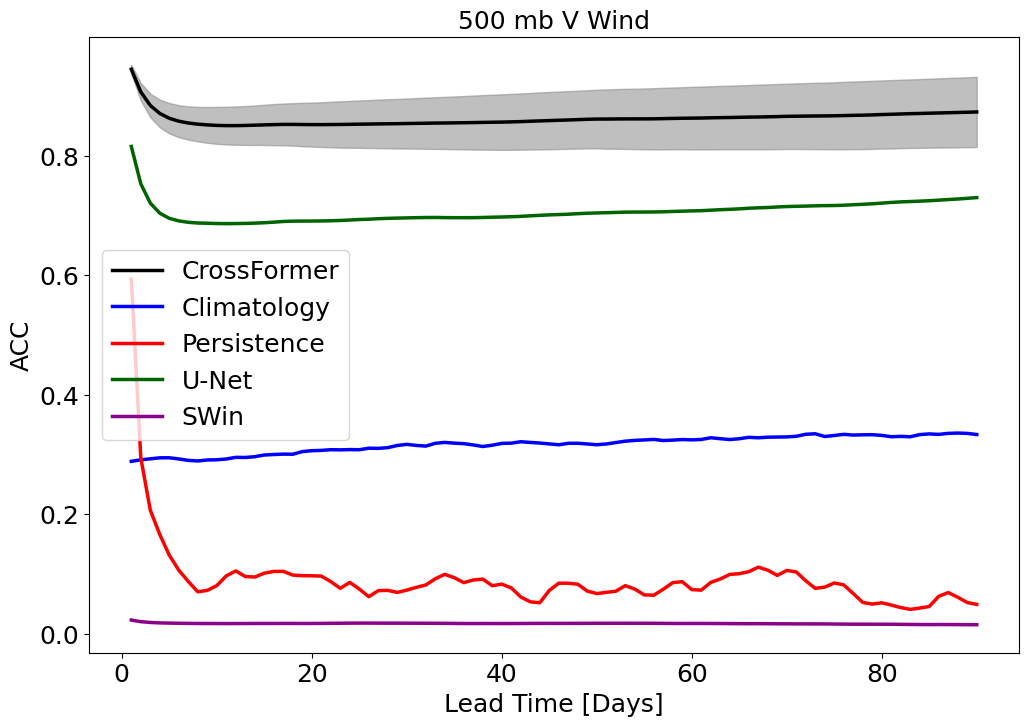 500 mb V Wind
ACC
0.8
0.6
0.4
0.2
0.0
CrossFormer
Climatology
Persistence
U-Net
SWin
0 20 40 60 80
Lead Time [Days]